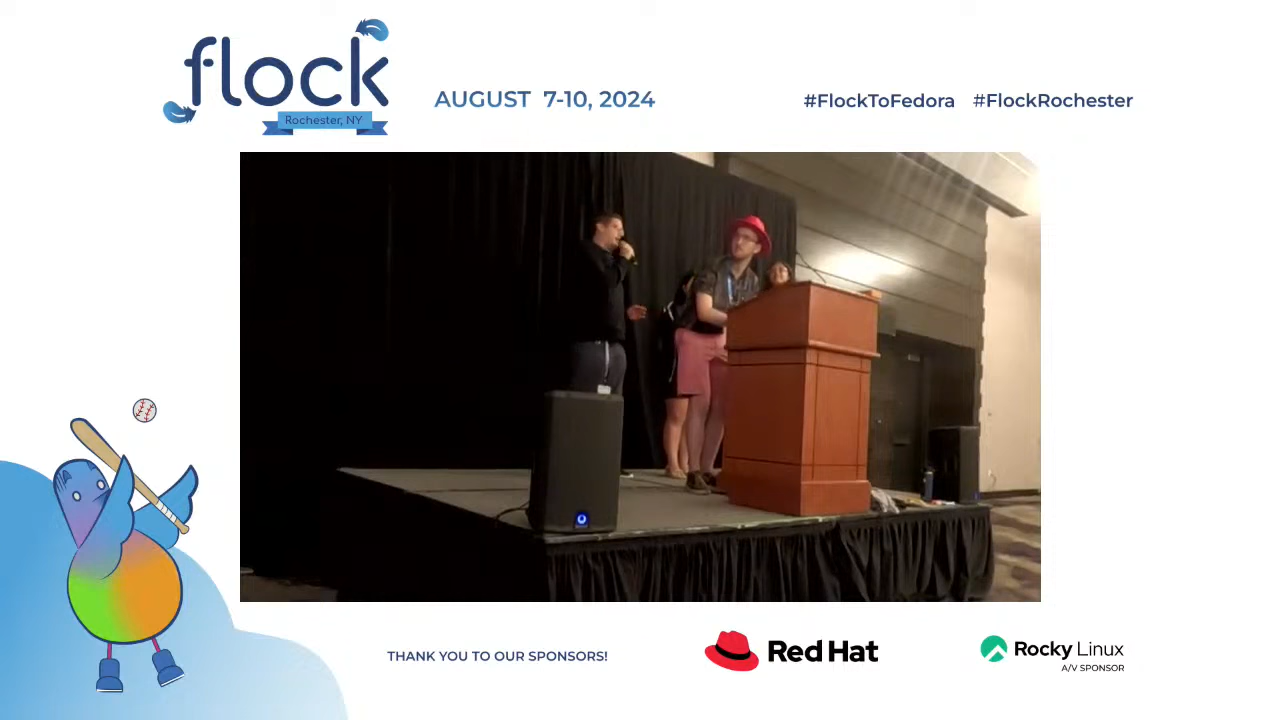 flock
Rochester, NY
AUGUST 7-10, 2024
#FlockToFedora #FlockRochester
THANK YOU TO OUR SPONSORS!
Red Hat
Rocky Linux
A/V SPONSOR